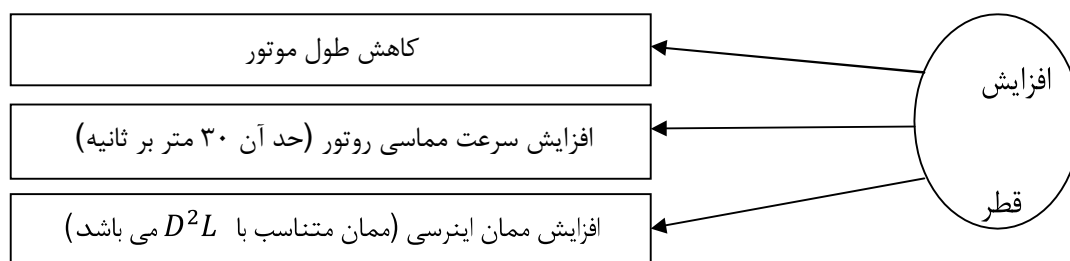 افزایش
قطر
کاهش طول موتور
افزایش سرعت مماسی روتور (حد آن ۳۰ متر بر ثانیه)
افزایش ممان اینرسی (ممان متناسب با D²L می باشد)